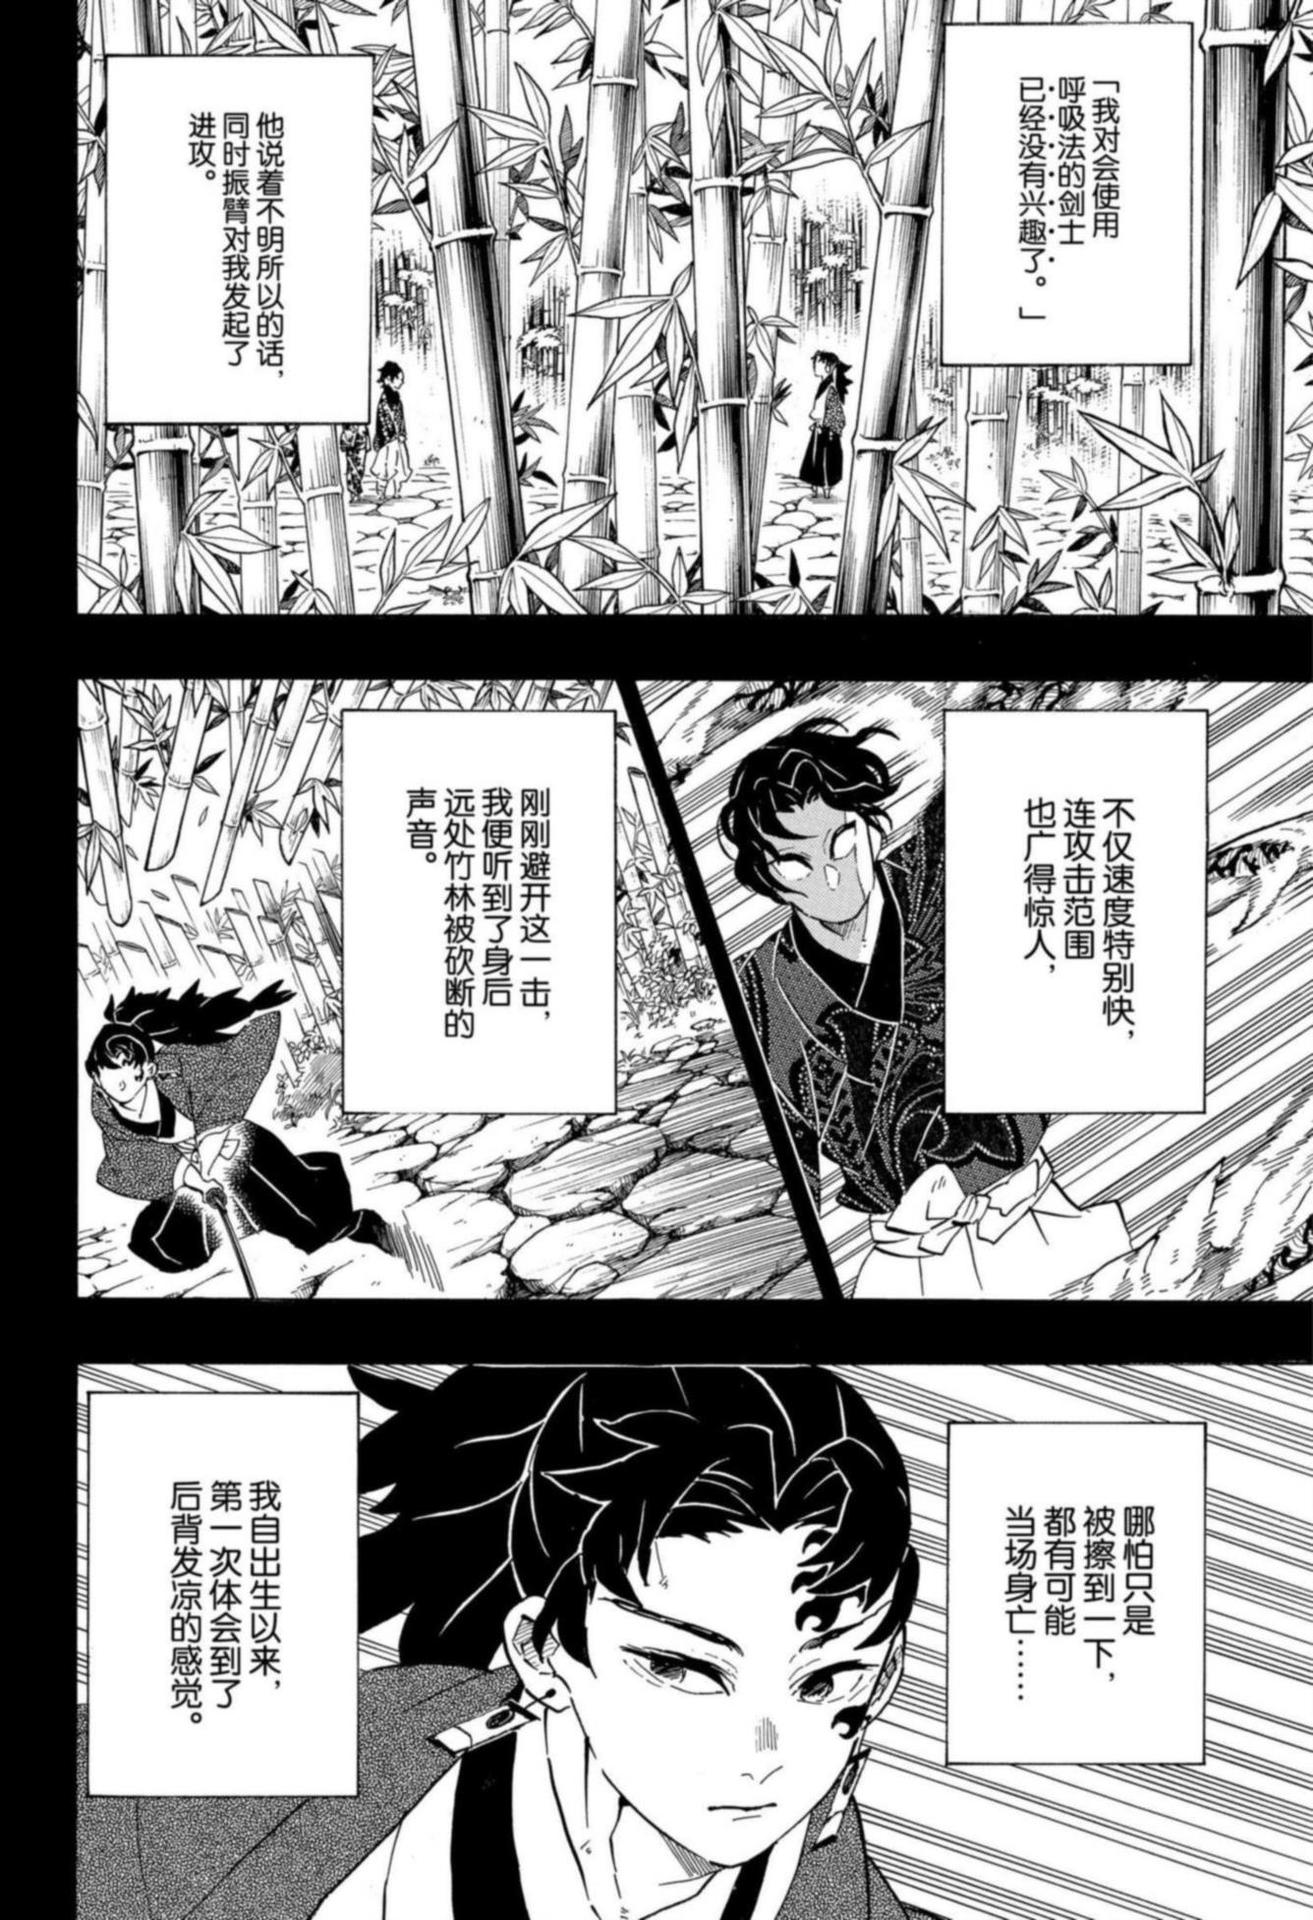 「我对会使用
呼吸法的剑士
已经没有兴趣了。」
他说着不明所以的话，
同时振臂对我发起了
进攻。
不仅速度特别快，
连攻击范围
也广得惊人，
刚刚避开这一击，
我便听到了身后
远处竹林被砍断的
声音。
哪怕只是
被擦到一下，
都有可能
当场身亡……
我自出生以来，
第一次体会到了
后背发凉的感觉。